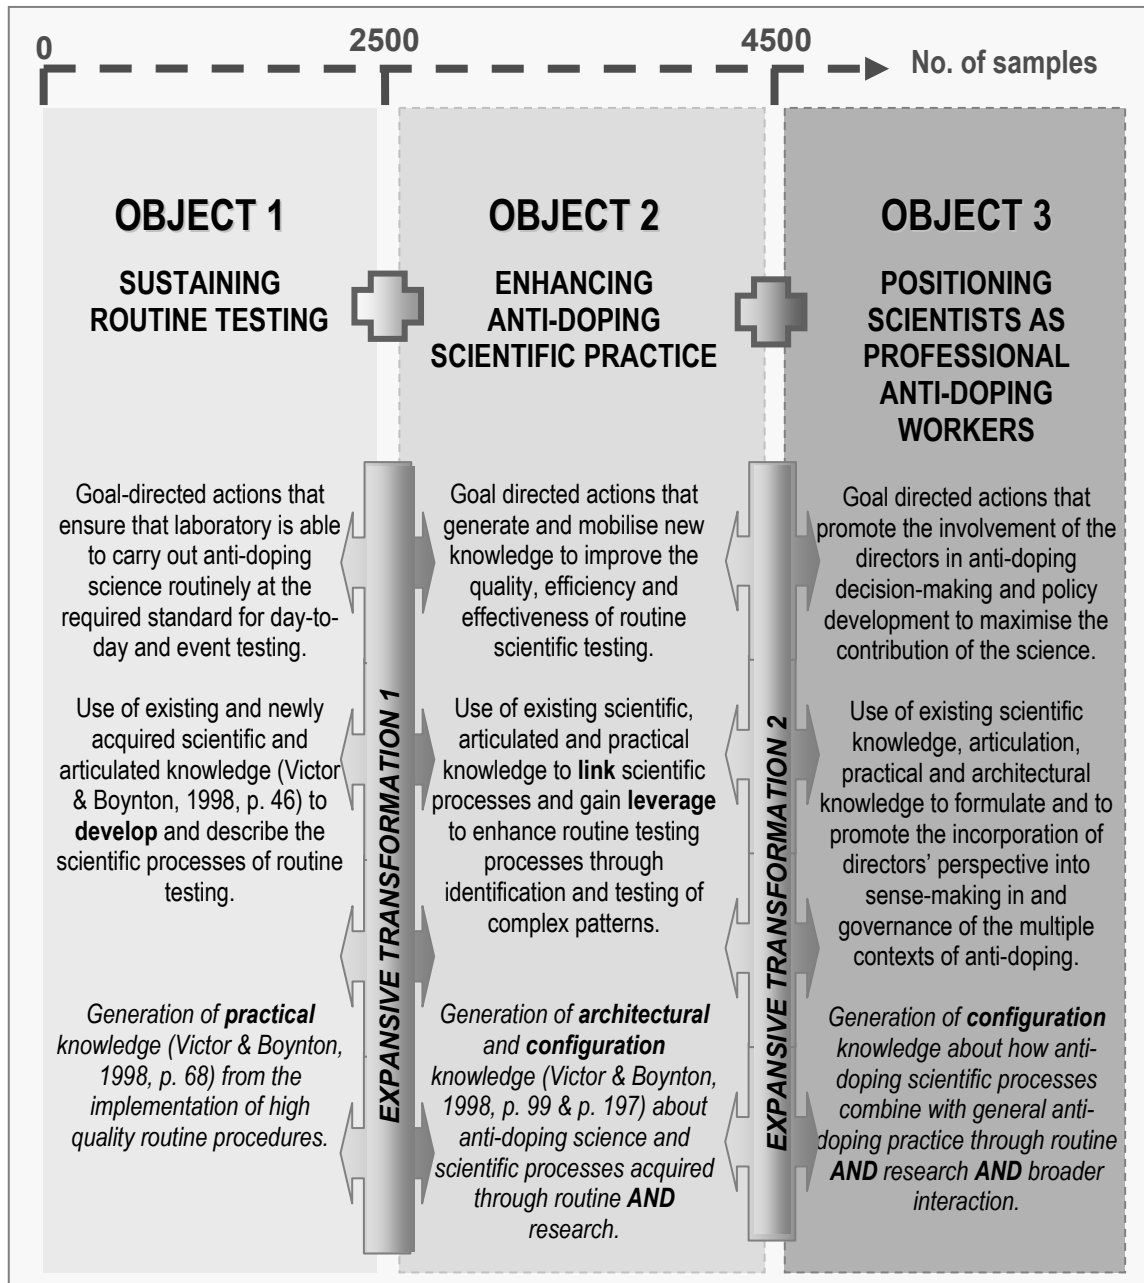 0
2500
4500
No. of samples
OBJECT 1
SUSTAINING
ROUTINE TESTING
Goal-directed actions that
ensure that laboratory is able
to carry out anti-doping
science routinely at the
required standard for day-to-
day and event testing.
Use of existing and newly
acquired scientific and
articulated knowledge (Victor
& Boynton, 1998, p. 46) to
develop and describe the
scientific processes of routine
testing.
Generation of practical
knowledge (Victor & Boynton,
1998, p. 68) from the
implementation of high
quality routine procedures.
EXPANSIVE TRANSFORMATION 1
OBJECT 2
ENHANCING
ANTI-DOPING
SCIENTIFIC PRACTICE
Goal directed actions that
generate and mobilise new
knowledge to improve the
quality, efficiency and
effectiveness of routine
scientific testing.
Use of existing scientific,
articulated and practical
knowledge to link scientific
processes and gain leverage
to enhance routine testing
processes through
identification and testing of
complex patterns.
Generation of architectural
and configuration
knowledge (Victor & Boynton,
1998, p. 99 & p. 197) about
anti-doping science and
scientific processes acquired
through routine AND
research.
EXPANSIVE TRANSFORMATION 2
OBJECT 3
POSITIONING
SCIENTISTS AS
PROFESSIONAL
ANTI-DOPING
WORKERS
Goal directed actions that
promote the involvement of the
directors in anti-doping
decision-making and policy
development to maximise the
contribution of the science.
Use of existing scientific
knowledge, articulation,
practical and architectural
knowledge to formulate and to
promote the incorporation of
directors' perspective into
sense-making in and
governance of the multiple
contexts of anti-doping.
Generation of configuration
knowledge about how anti-
doping scientific processes
combine with general anti-
doping practice through routine
AND research AND broader
interaction.